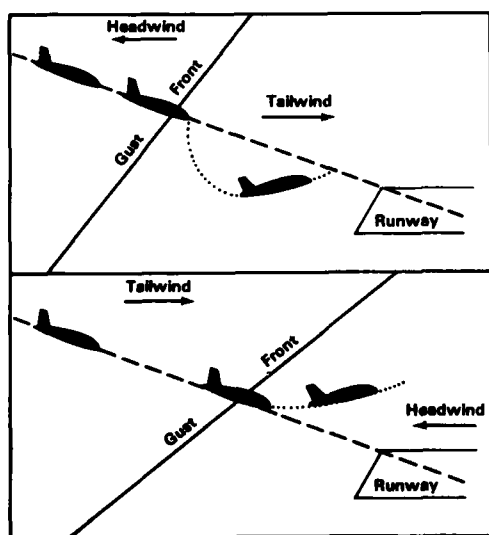 Headwind
Gust Front
Tailwind
Runway
Tailwind
Gust Front
Headwind
Runway